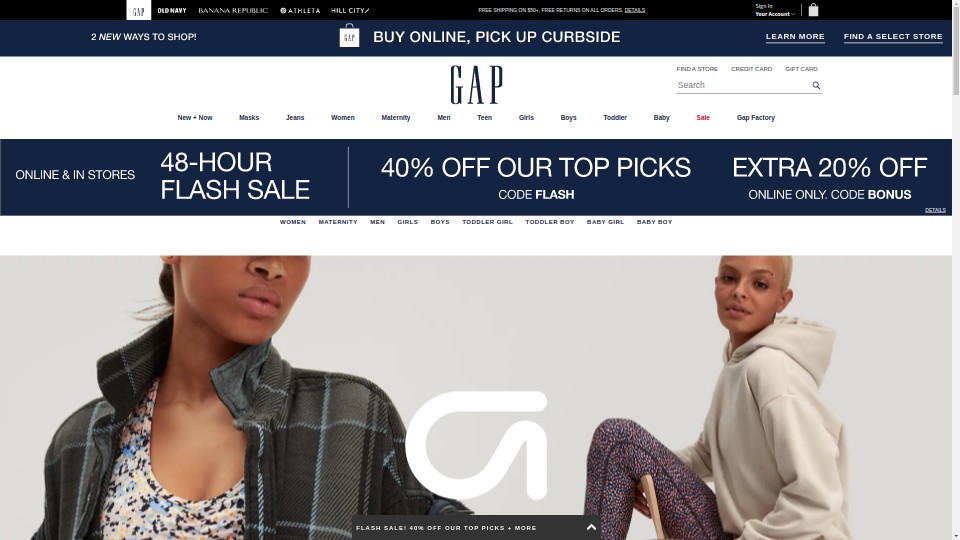 GAP
OLD NAVY
BANANA REPUBLIC
ATHLETA
HILL CITY
FREE SHIPPING ON $50+, FREE RETURNS ON ALL ORDERS. DETAILS
Sign In
Your Account
2 NEW WAYS TO SHOP!
GAP
BUY ONLINE, PICK UP CURBSIDE
LEARN MORE
FIND A SELECT STORE
GAP
FIND A STORE
CREDIT CARD
GIFT CARD
Search
New + Now
Masks
Jeans
Women
Maternity
Men
Teen
Girls
Boys
Toddler
Baby
Sale
Gap Factory
ONLINE & IN STORES
48-HOUR
FLASH SALE
40% OFF OUR TOP PICKS
CODE FLASH
EXTRA 20% OFF
ONLINE ONLY. CODE BONUS
DETAILS
WOMEN
MATERNITY
MEN
GIRLS
BOYS
TODDLER GIRL
TODDLER BOY
BABY GIRL
BABY BOY
FLASH SALE! 40% OFF OUR TOP PICKS + MORE